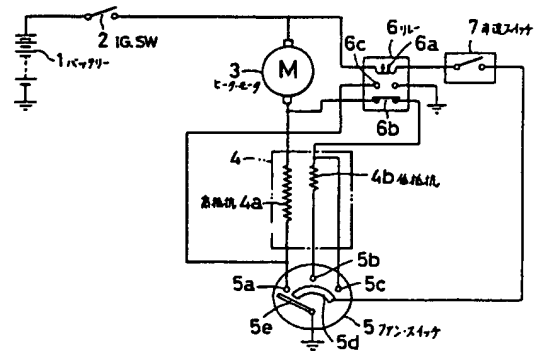 2 IG.SW
1 バッテリー
3
ヒータ・モータ
M
6 リレー
6a
6c
6b
7 車速スイッチ
4
4b 低抵抗
高抵抗 4a
5a
5b
5c
5e
5d
5 ファン・スイッチ